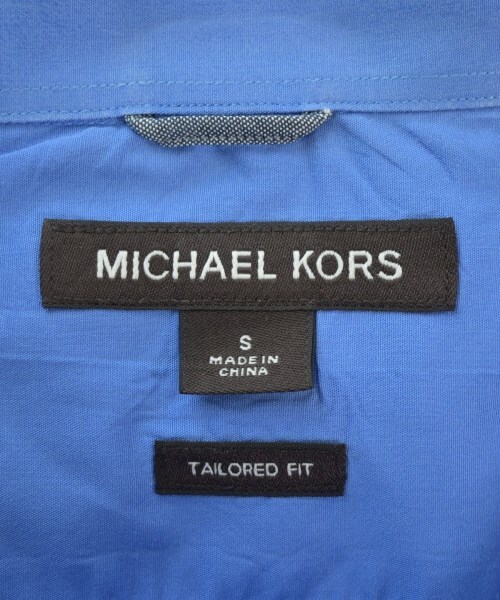 MICHAEL KORS
S
MADE IN
CHINA
TAILORED FIT